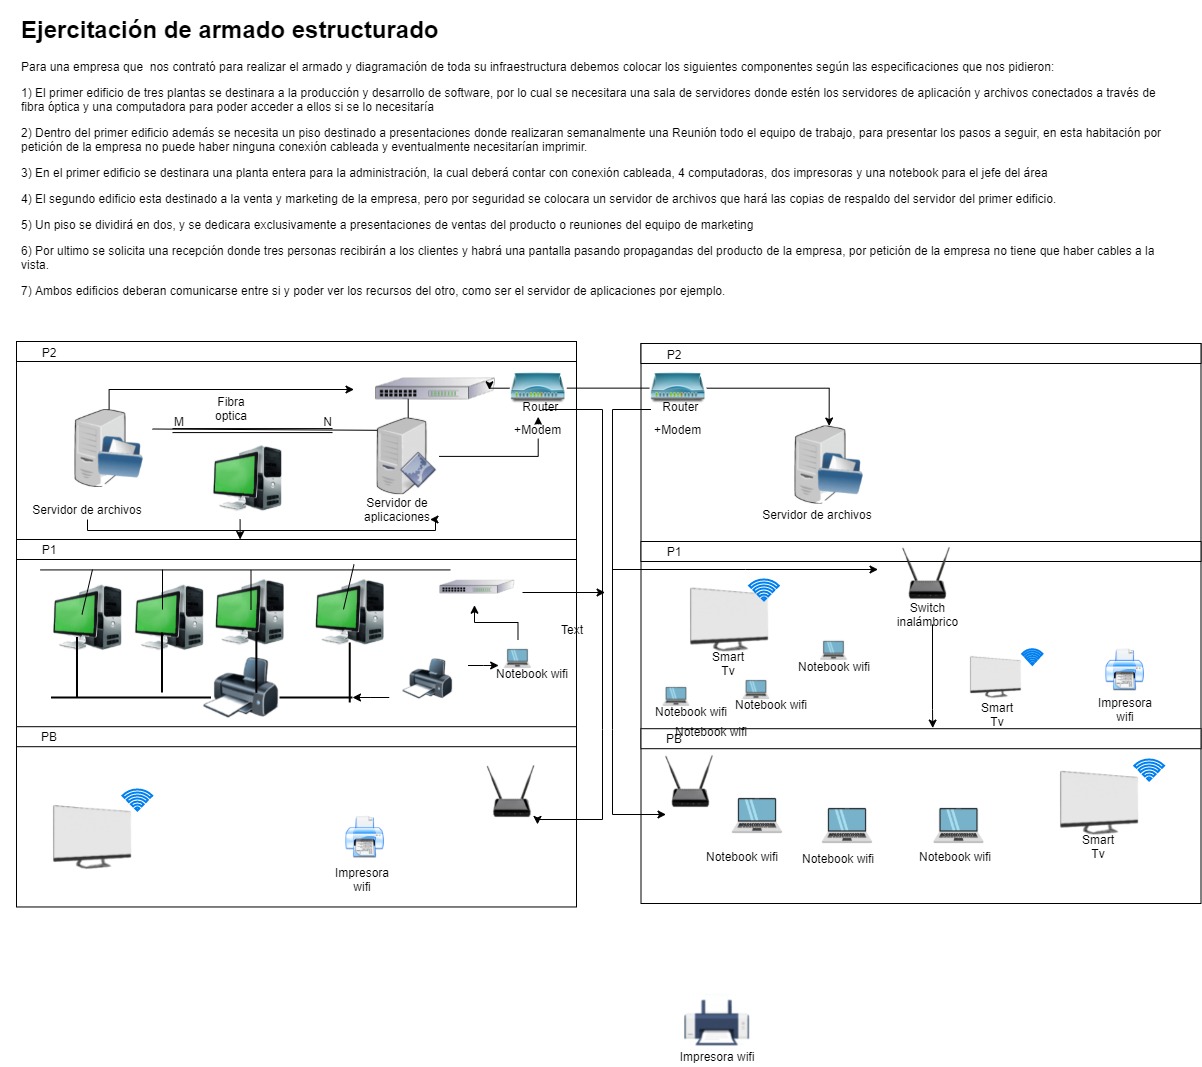 Ejercitación de armado estructurado
Para una empresa que  nos contrató para realizar el armado y diagramación de toda su infraestructura debemos colocar los siguientes componentes según las especificaciones que nos pidieron:
1) El primer edificio de tres plantas se destinara a la producción y desarrollo de software, por lo cual se necesitara una sala de servidores donde estén los servidores de aplicación y archivos conectados a través de
fibra óptica y una computadora para poder acceder a ellos si se lo necesitaría
2) Dentro del primer edificio además se necesita un piso destinado a presentaciones donde realizaran semanalmente una Reunión todo el equipo de trabajo, para presentar los pasos a seguir, en esta habitación por
petición de la empresa no puede haber ninguna conexión cableada y eventualmente necesitarían imprimir.
3) En el primer edificio se destinara una planta entera para la administración, la cual deberá contar con conexión cableada, 4 computadoras, dos impresoras y una notebook para el jefe del área
4) El segundo edificio esta destinado a la venta y marketing de la empresa, pero por seguridad se colocara un servidor de archivos que hará las copias de respaldo del servidor del primer edificio.
5) Un piso se dividirá en dos, y se dedicara exclusivamente a presentaciones de ventas del producto o reuniones del equipo de marketing
6) Por ultimo se solicita una recepción donde tres personas recibirán a los clientes y habrá una pantalla pasando propagandas del producto de la empresa, por petición de la empresa no tiene que haber cables a la
vista.
7) Ambos edificios deberan comunicarse entre si y poder ver los recursos del otro, como ser el servidor de aplicaciones por ejemplo.
P2
Fibra
optica
M
N
Router
+Modem
Servidor de archivos
Servidor de
aplicaciones
P1
Text
Notebook wifi
PB
Impresora
wifi
P2
Router
+Modem
Servidor de archivos
P1
Switch
inalámbrico
Smart
Tv
Notebook wifi
Notebook wifi
Notebook wifi
Notebook wifi
Smart
Tv
Impresora
wifi
PB
Notebook wifi
Notebook wifi
Notebook wifi
Smart
Tv
Impresora wifi